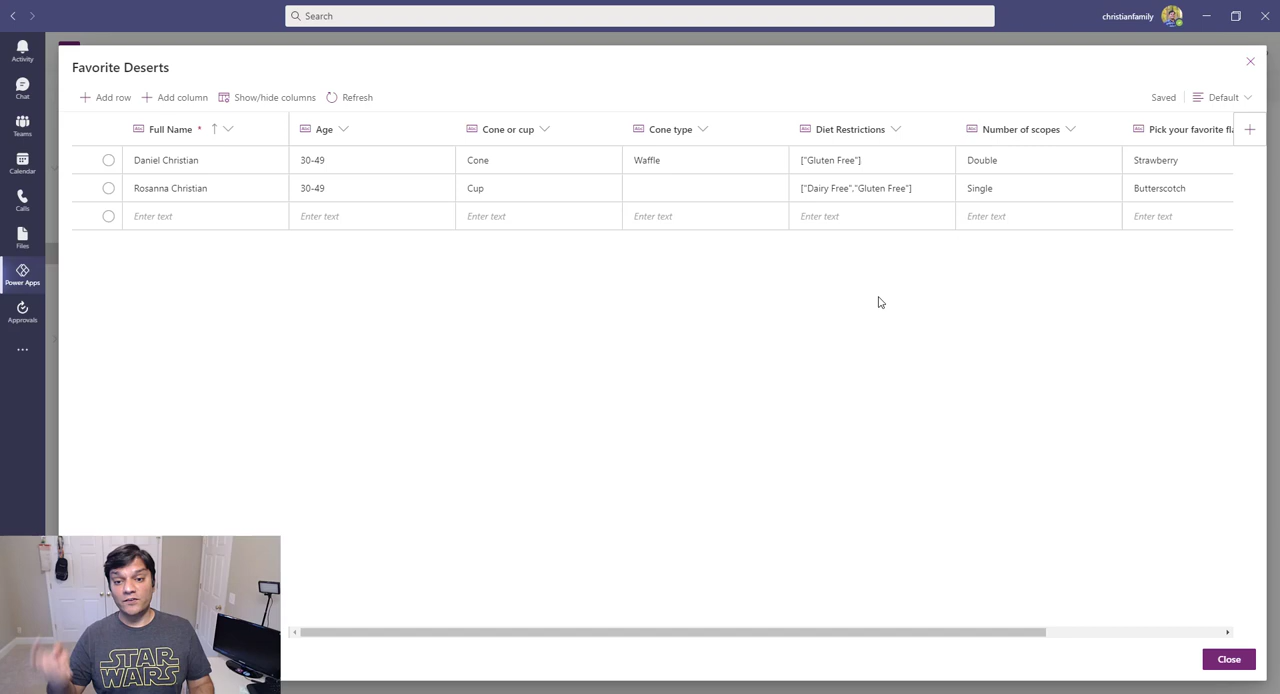 Search
christianfamily
Activity
Chat
Teams
Calendar
Calls
Files
Power Apps
Approvals
Favorite Deserts
Add row
Add column
Show/hide columns
Refresh
Saved
Default
Full Name *
Age
Cone or cup
Cone type
Diet Restrictions
Number of scopes
Pick your favorite fla
Daniel Christian
30-49
Cone
Waffle
["Gluten Free"]
Double
Strawberry
Rosanna Christian
30-49
Cup
["Dairy Free","Gluten Free"]
Single
Butterscotch
Enter text
Enter text
Enter text
Enter text
Enter text
Enter text
Enter text
Close
STAR
WARS